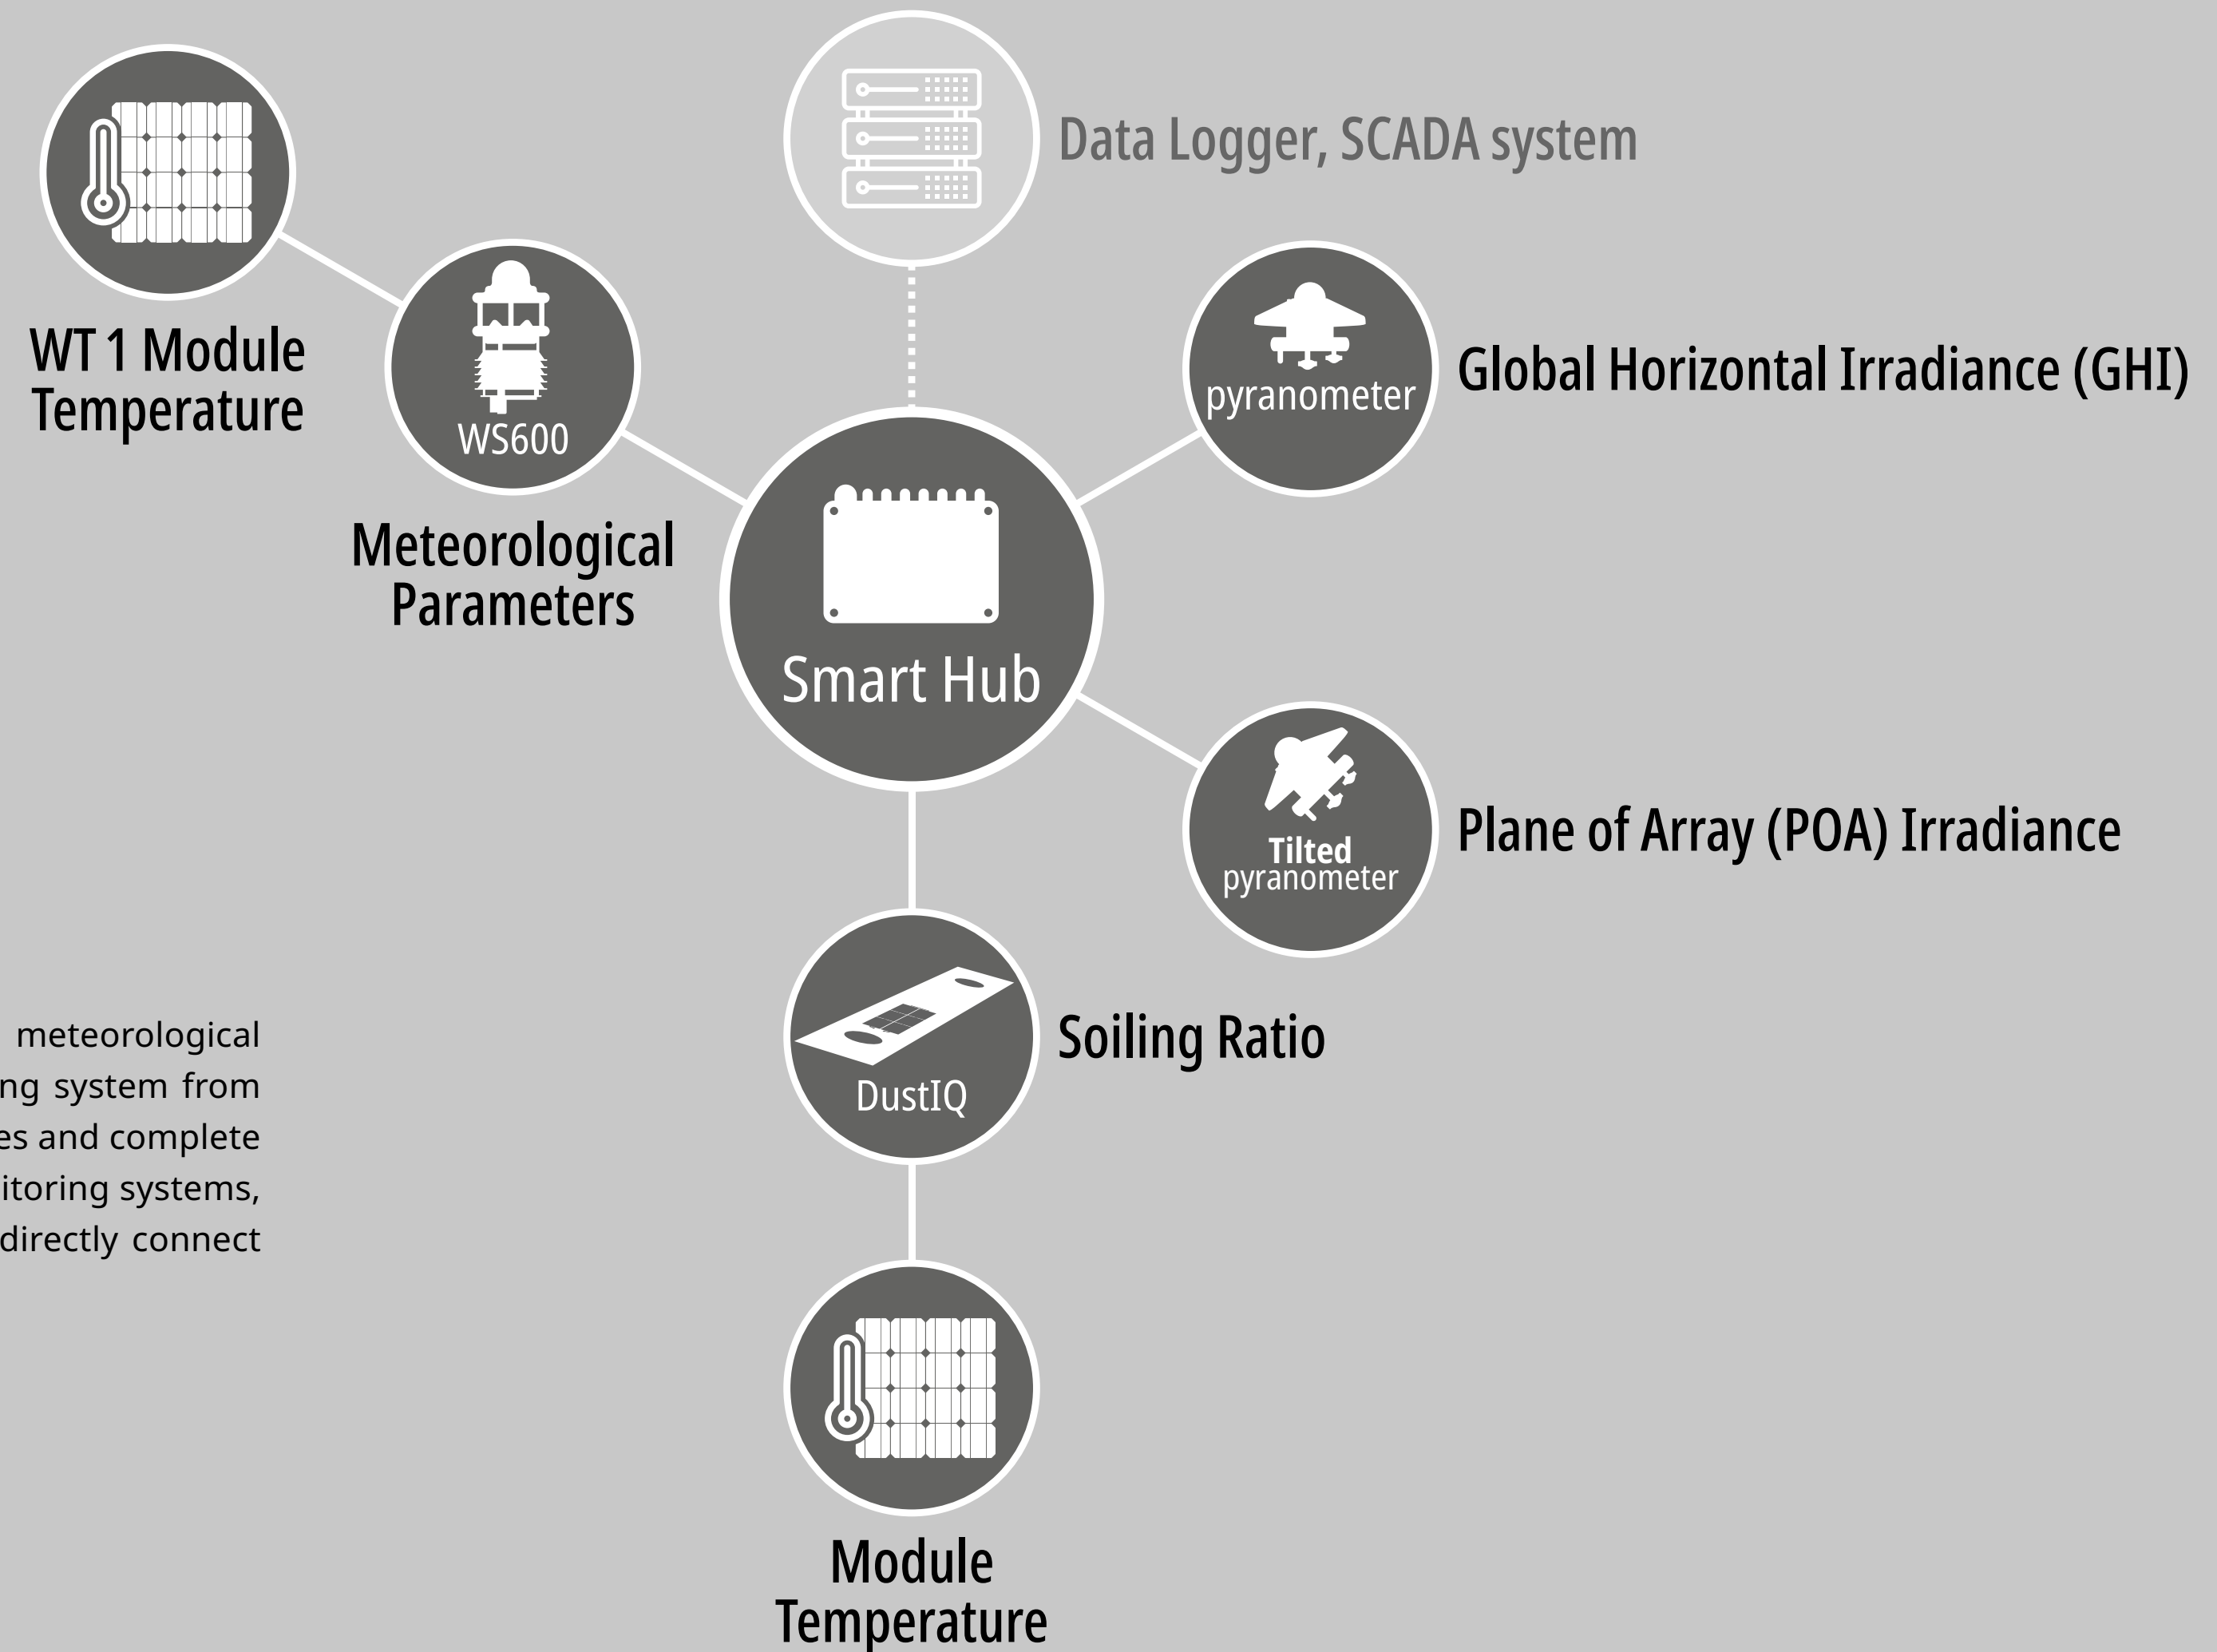 Data Logger, SCADA system
WT 1 Module
Temperature
WS600
Meteorological
Parameters
pyranometer
Global Horizontal Irradiance (GHI)
Smart Hub
Tilted
pyranometer
Plane of Array (POA) Irradiance
DustIQ
Soiling Ratio
Module
Temperature
meteorological
system from
and complete
systems,
directly connect